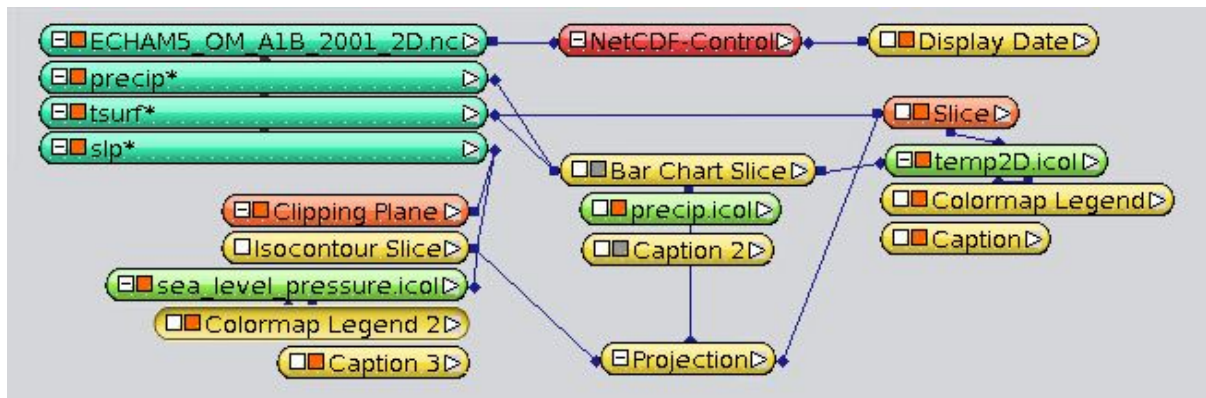 ECHAM5_OM_A1B_2001_2D.nc
NetCDF-Control
Display Date
precip*
tsurf*
Slice
slp*
Bar Chart Slice
temp2D.icol
Clipping Plane
precip.icol
Colormap Legend
Isocontour Slice
Caption 2
Caption
sea_level_pressure.icol
Colormap Legend 2
Caption 3
Projection